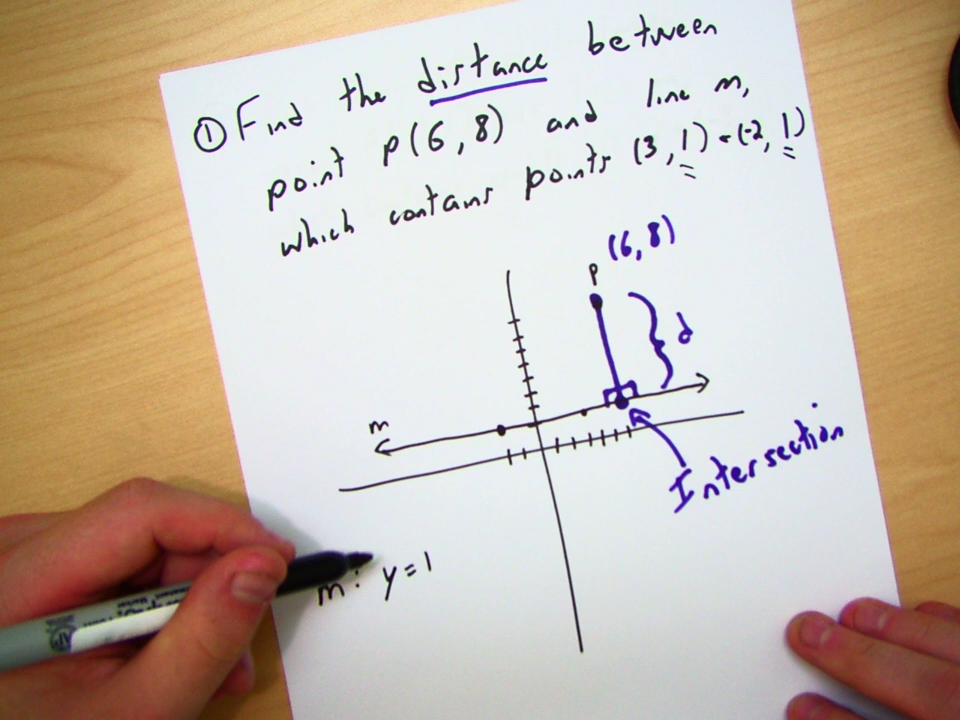 ① Find the distance between
point P(6, 8) and line m,
which contains points (3, 1) + (-2, 1)
(6, 8)
P
d
m
Intersection
m: y = 1